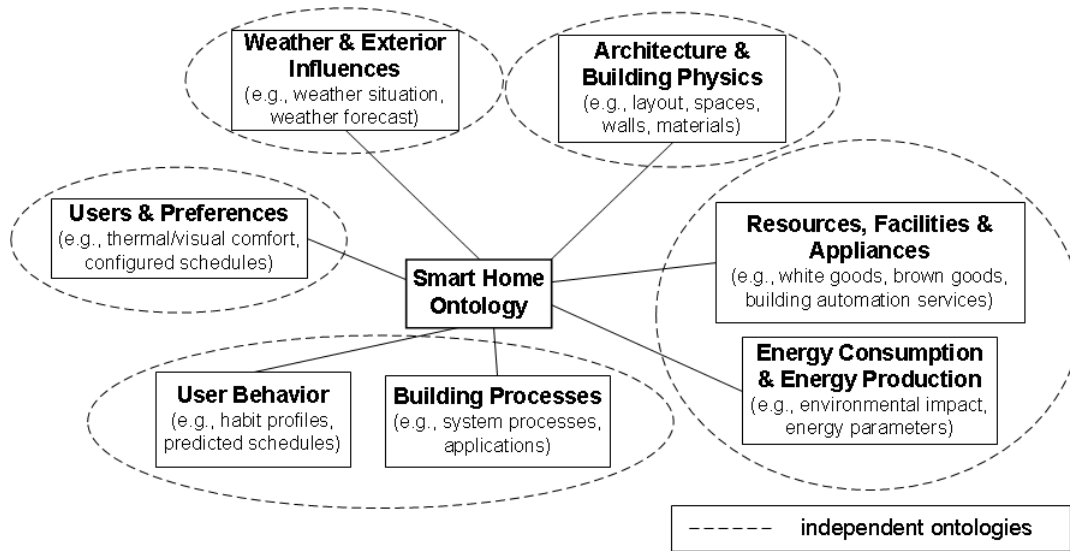 Weather & Exterior
Influences
(e.g., weather situation,
weather forecast)
Architecture &
Building Physics
(e.g., layout, spaces,
walls, materials)
Users & Preferences
(e.g., thermal/visual comfort,
configured schedules)
Resources, Facilities &
Appliances
(e.g., white goods, brown goods,
building automation services)
Smart Home
Ontology
Energy Consumption
& Energy Production
(e.g., environmental impact,
energy parameters)
User Behavior
(e.g., habit profiles,
predicted schedules)
Building Processes
(e.g., system processes,
applications)
independent ontologies